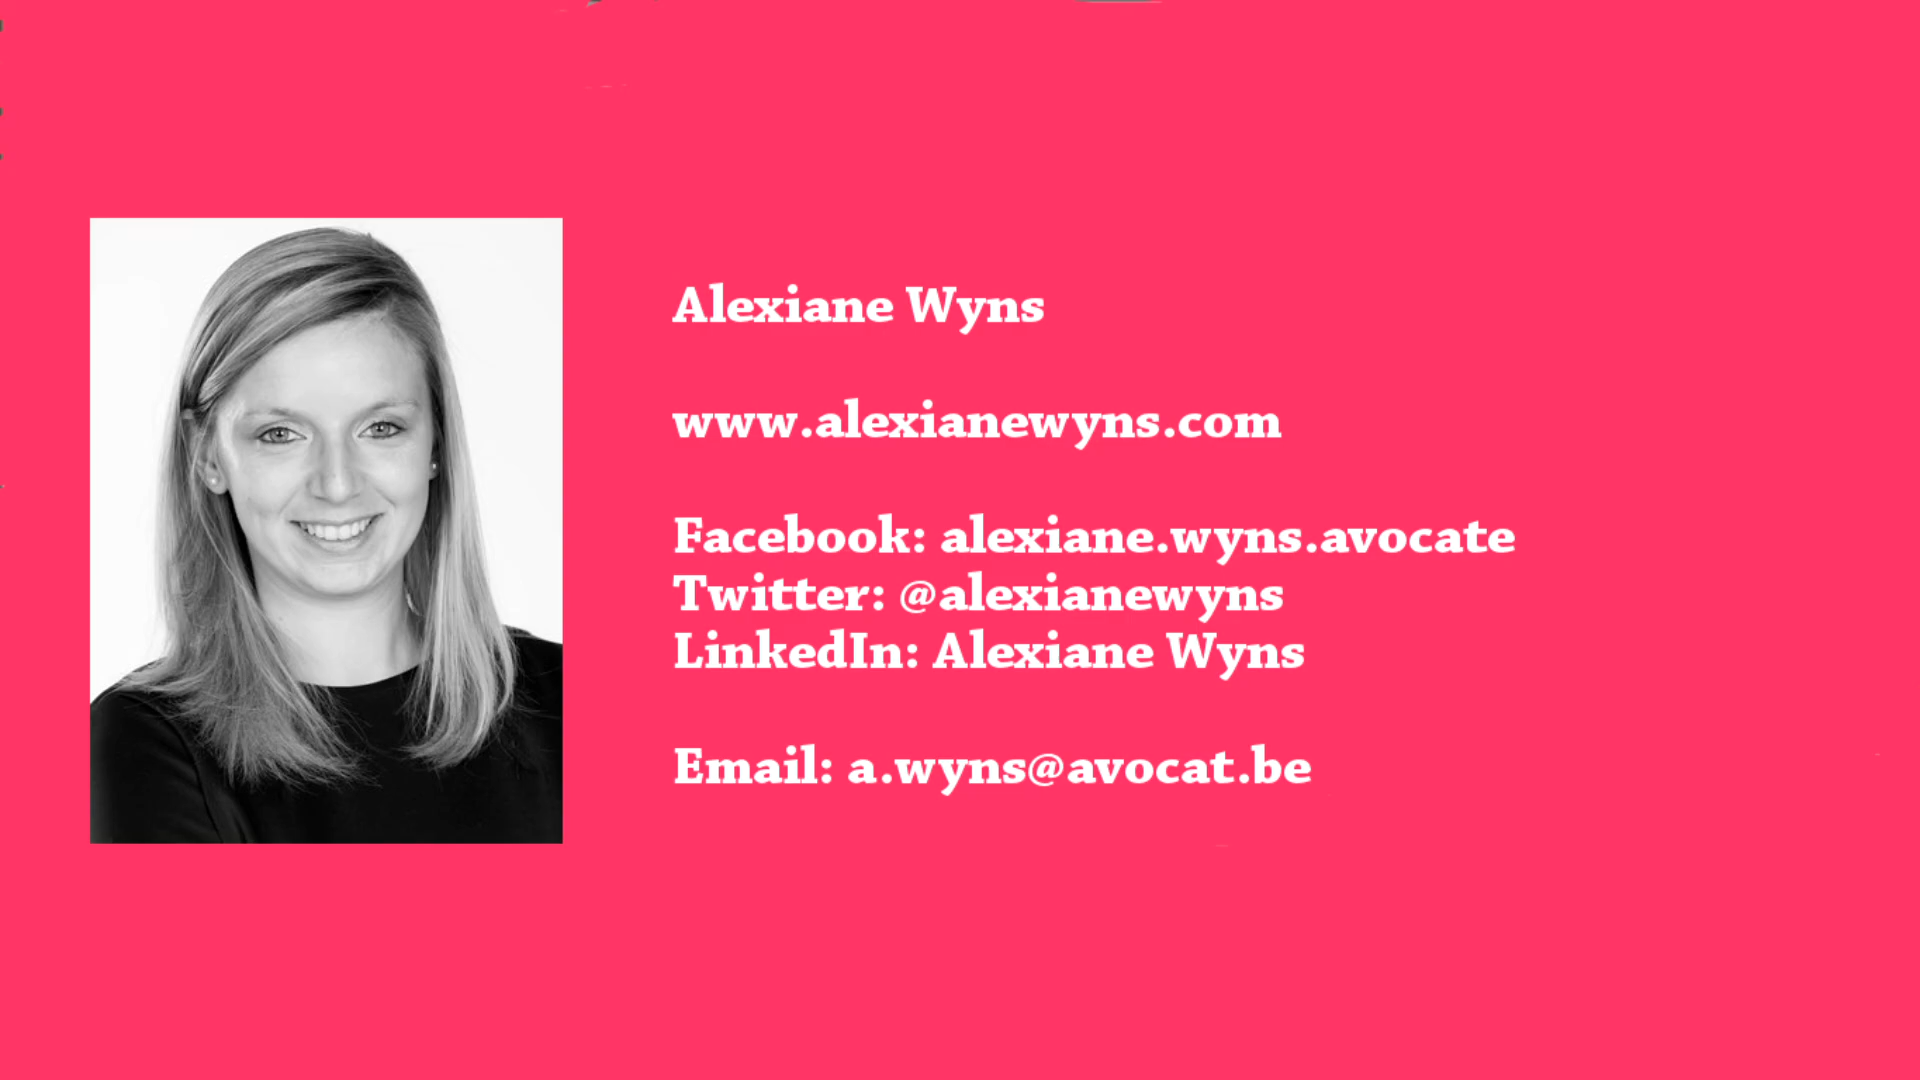 Alexiane Wyns
www.alexianewyns.com
Facebook: alexiane.wyns.avocate
Twitter: @alexianewyns
LinkedIn: Alexiane Wyns
Email: a.wyns@avocat.be